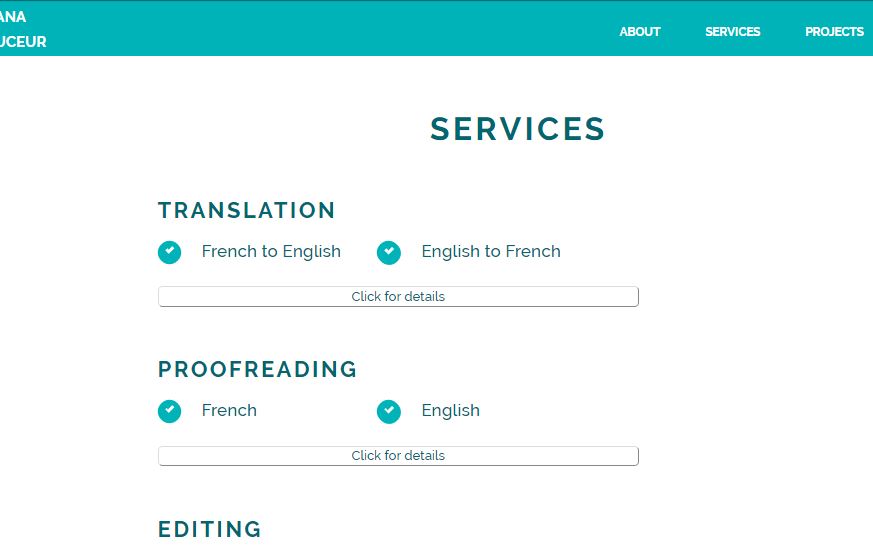 ANA
UCEUR
ABOUT SERVICES PROJECTS
SERVICES
TRANSLATION
French to English English to French
Click for details
PROOFREADING
French English
Click for details
EDITING